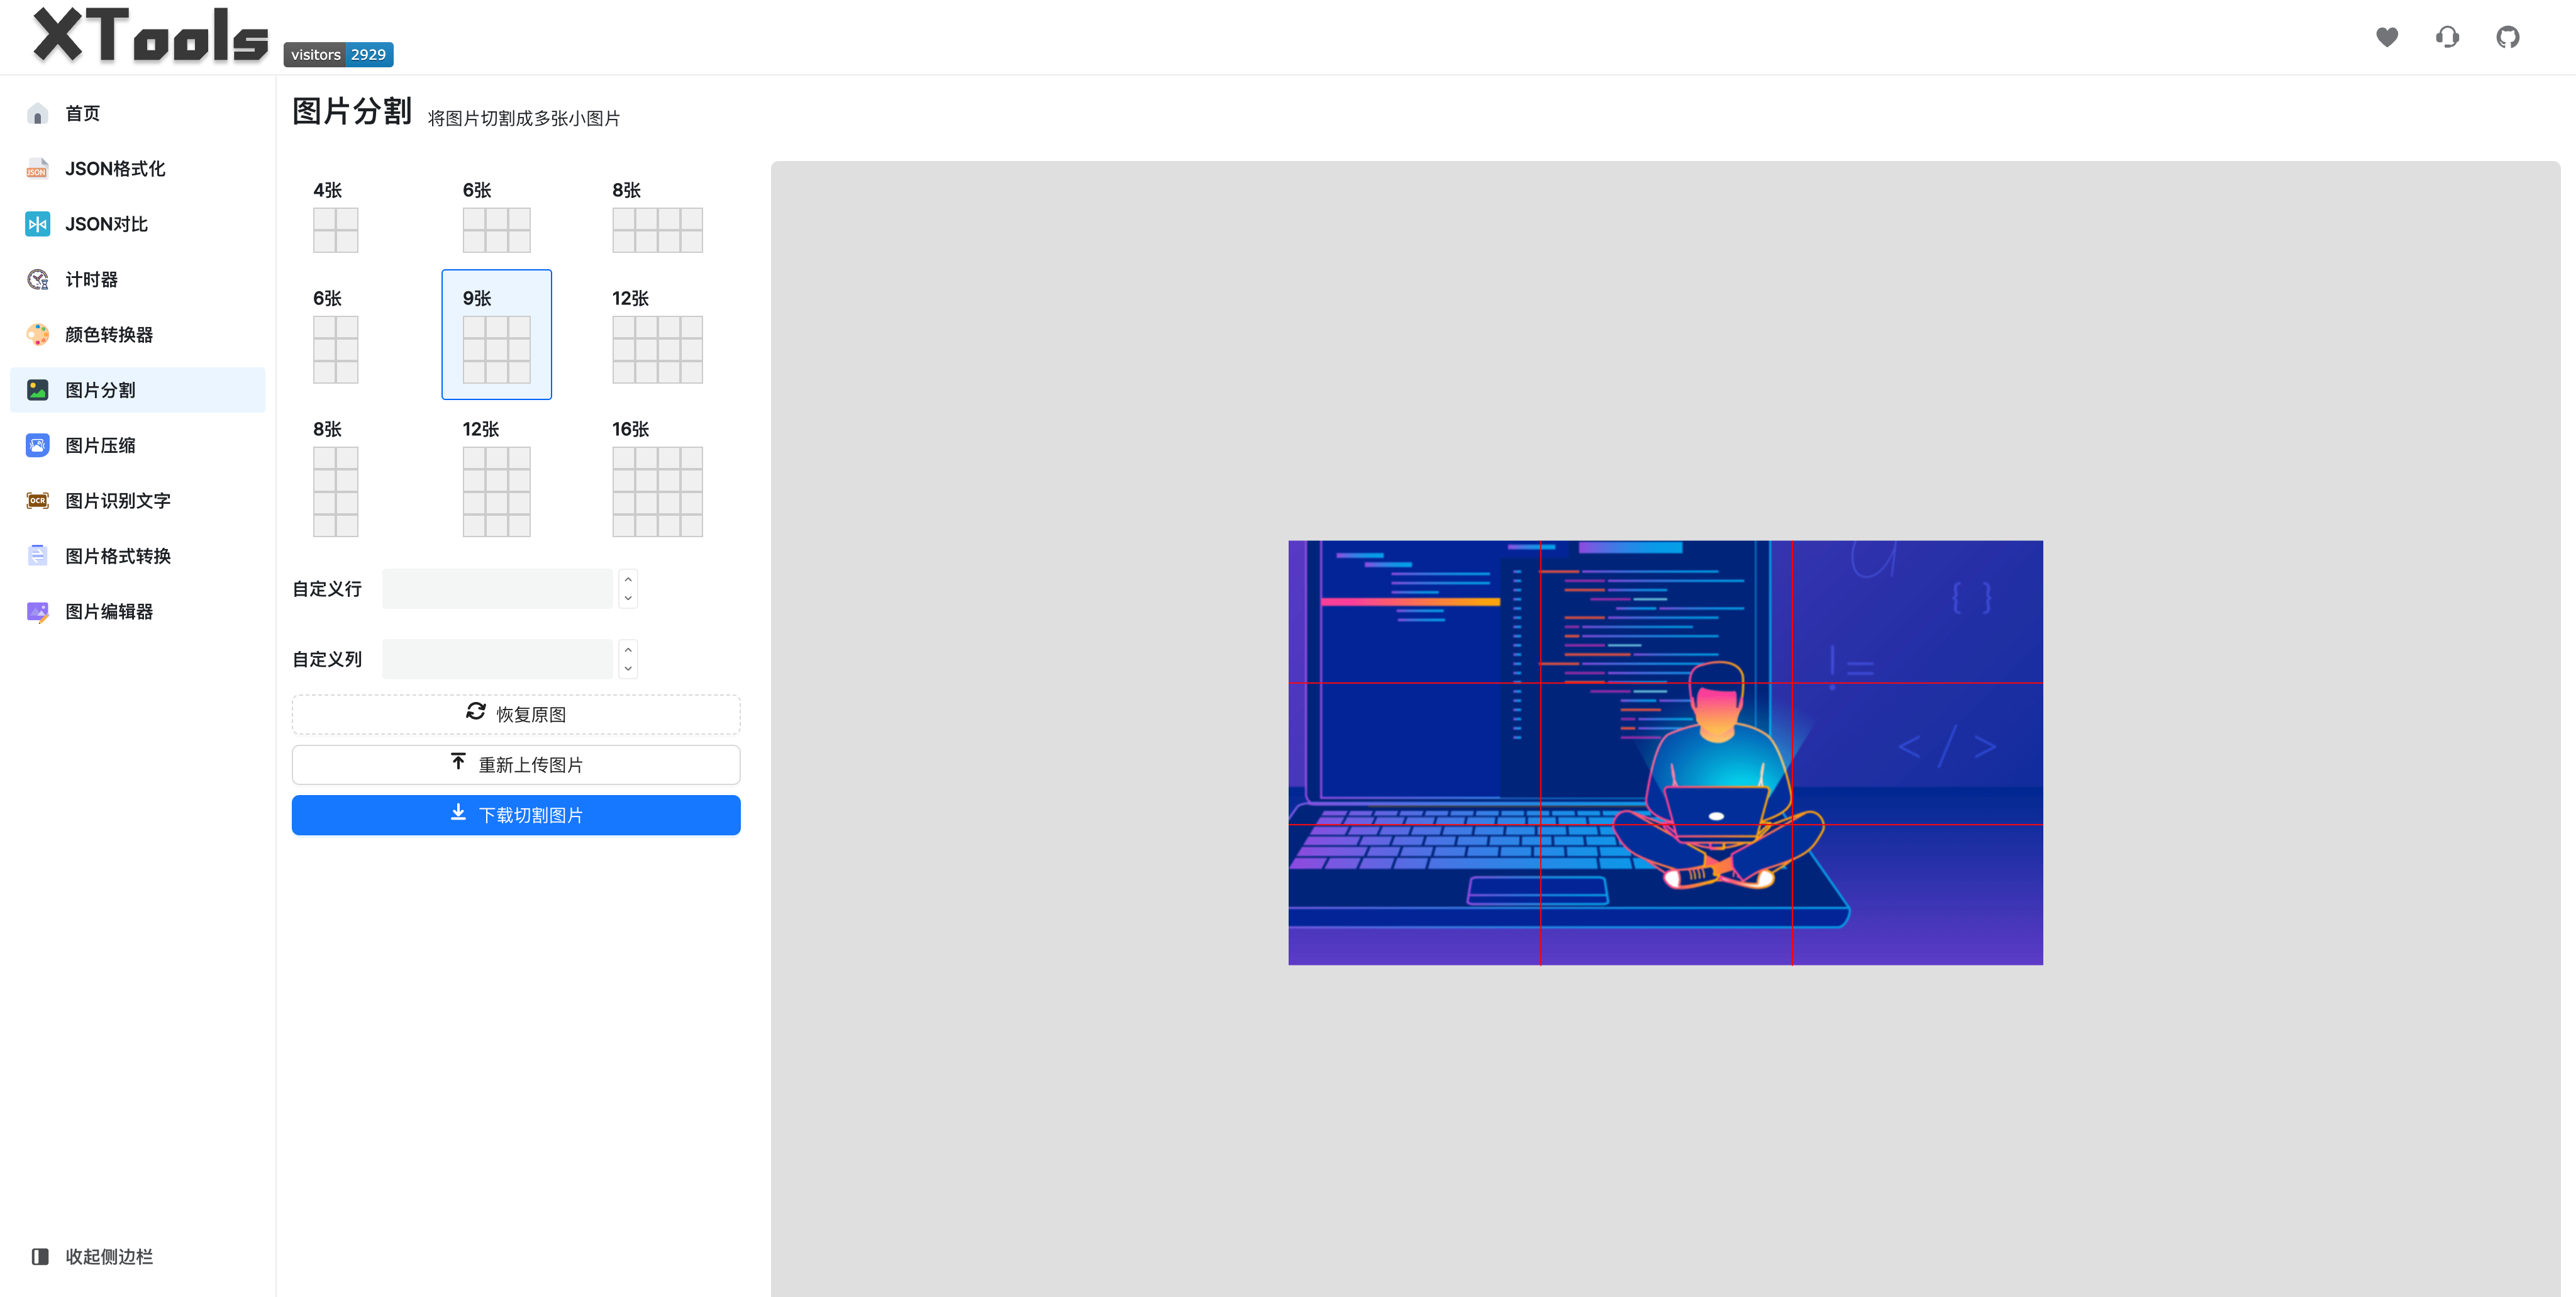 XTools
visitors 2929
首页
JSON格式化
JSON对比
计时器
颜色转换器
图片分割
图片压缩
图片识别文字
图片格式转换
图片编辑器
收起侧边栏
图片分割 将图片切割成多张小图片
4张 6张 8张
6张 9张 12张
8张 12张 16张
自定义行
自定义列
恢复原图
重新上传图片
下载切割图片
{ }
!=
</>
JSON
OCR